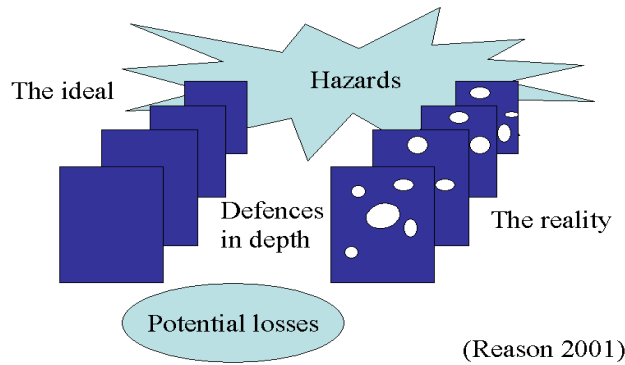 Hazards
The ideal
Defences
in depth
The reality
Potential losses
(Reason 2001)